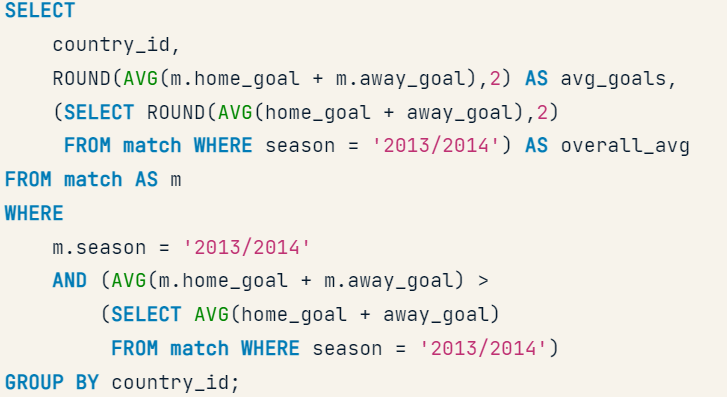 SELECT
country_id,
ROUND(AVG(m.home_goal + m.away_goal),2) AS avg_goals,
(SELECT ROUND(AVG(home_goal + away_goal),2)
FROM match WHERE season = '2013/2014') AS overall_avg
FROM match AS m
WHERE
m.season = '2013/2014'
AND (AVG(m.home_goal + m.away_goal) >
(SELECT AVG(home_goal + away_goal)
FROM match WHERE season = '2013/2014')
GROUP BY country_id;